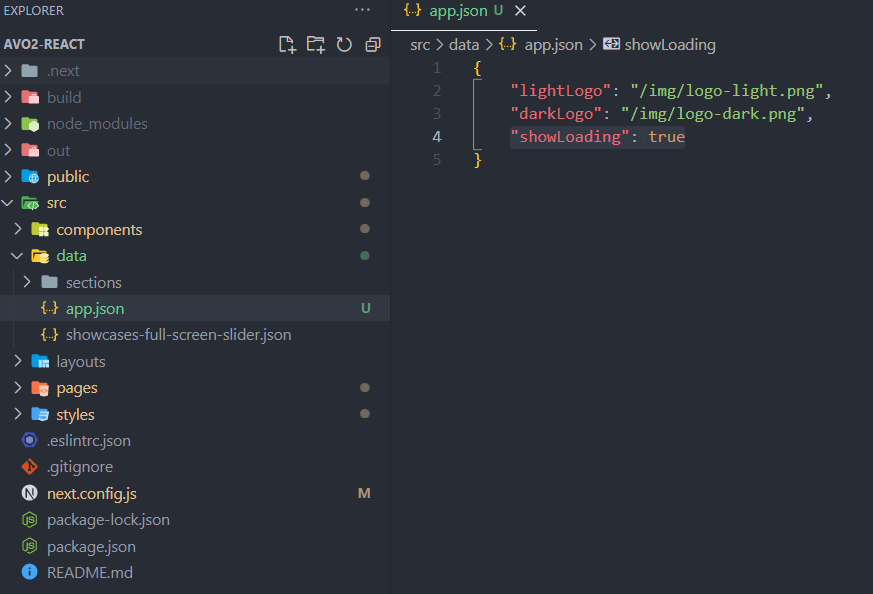 EXPLORER
AVO2-REACT
.next
build
node_modules
out
public
src
components
data
sections
app.json U
showcases-full-screen-slider.json
layouts
pages
styles
.eslintrc.json
.gitignore
next.config.js M
package-lock.json
package.json
README.md
{..} app.json U
src > data > {..} app.json > showLoading
1 {
2 "lightLogo": "/img/logo-light.png",
3 "darkLogo": "/img/logo-dark.png",
4 "showLoading": true
5 }